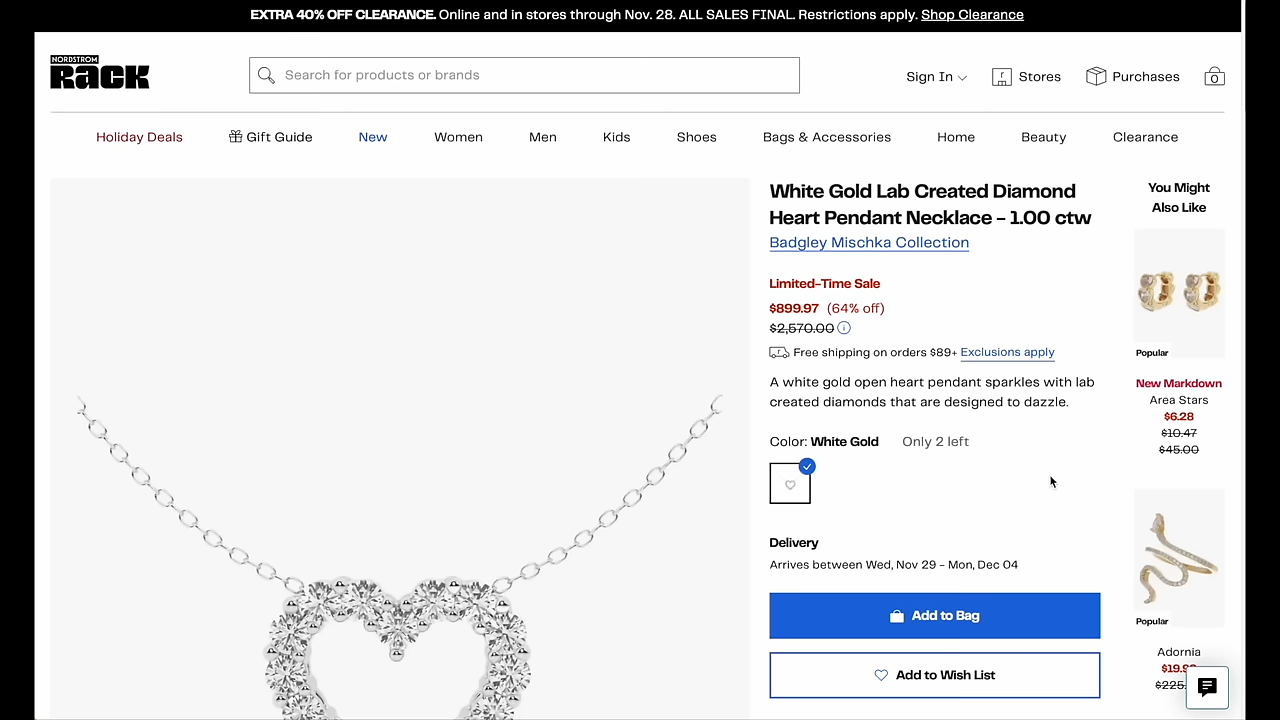 EXTRA 40% OFF CLEARANCE. Online and in stores through Nov. 28. ALL SALES FINAL. Restrictions apply. Shop Clearance
NORDSTROM
RACK
Search for products or brands
Sign In
Stores
Purchases
0
Holiday Deals
Gift Guide
New
Women
Men
Kids
Shoes
Bags & Accessories
Home
Beauty
Clearance
White Gold Lab Created Diamond
Heart Pendant Necklace - 1.00 ctw
Badgley Mischka Collection
Limited-Time Sale
$899.97 (64% off)
$2,570.00
Free shipping on orders $89+ Exclusions apply
A white gold open heart pendant sparkles with lab
created diamonds that are designed to dazzle.
Color: White Gold Only 2 left
Delivery
Arrives between Wed, Nov 29 - Mon, Dec 04
Add to Bag
Add to Wish List
You Might
Also Like
Popular
New Markdown
Area Stars
$6.28
$10.47
$45.00
Popular
Adornia